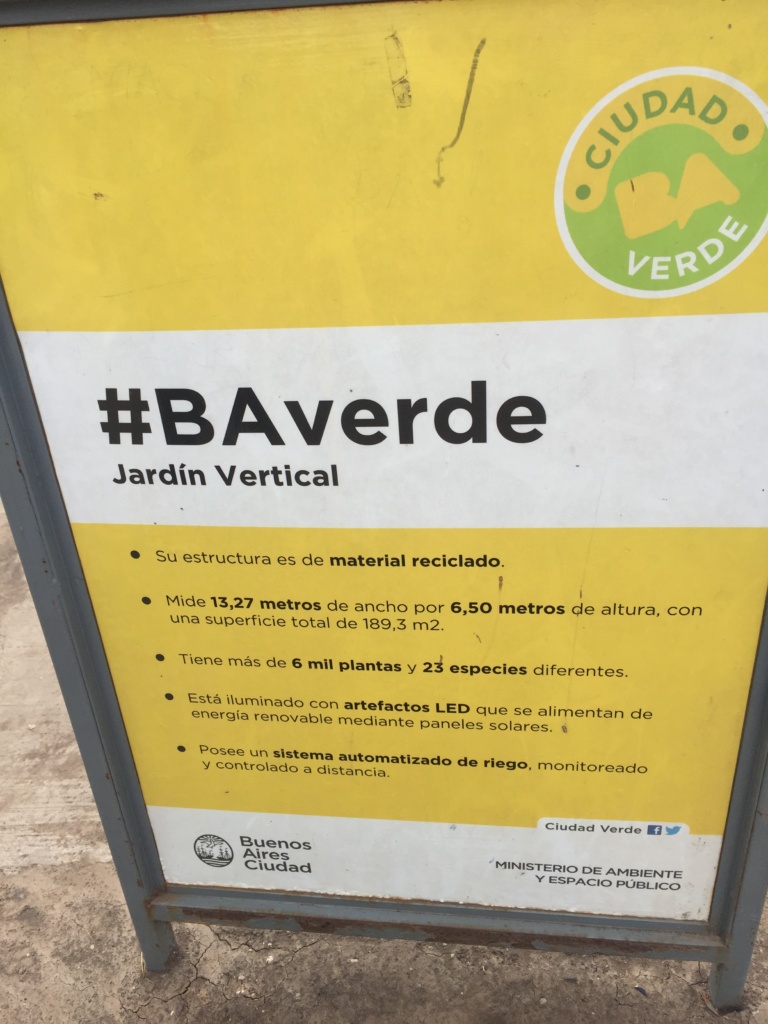 CIUDAD
BA
VERDE
#BAverde
Jardín Vertical
• Su estructura es de material reciclado.
• Mide 13,27 metros de ancho por 6,50 metros de altura, con
una superficie total de 189,3 m2.
• Tiene más de 6 mil plantas y 23 especies diferentes.
• Está iluminado con artefactos LED que se alimentan de
energía renovable mediante paneles solares.
• Posee un sistema automatizado de riego, monitoreado
y controlado a distancia.
Ciudad Verde
Buenos
Aires
Ciudad
MINISTERIO DE AMBIENTE
Y ESPACIO PÚBLICO